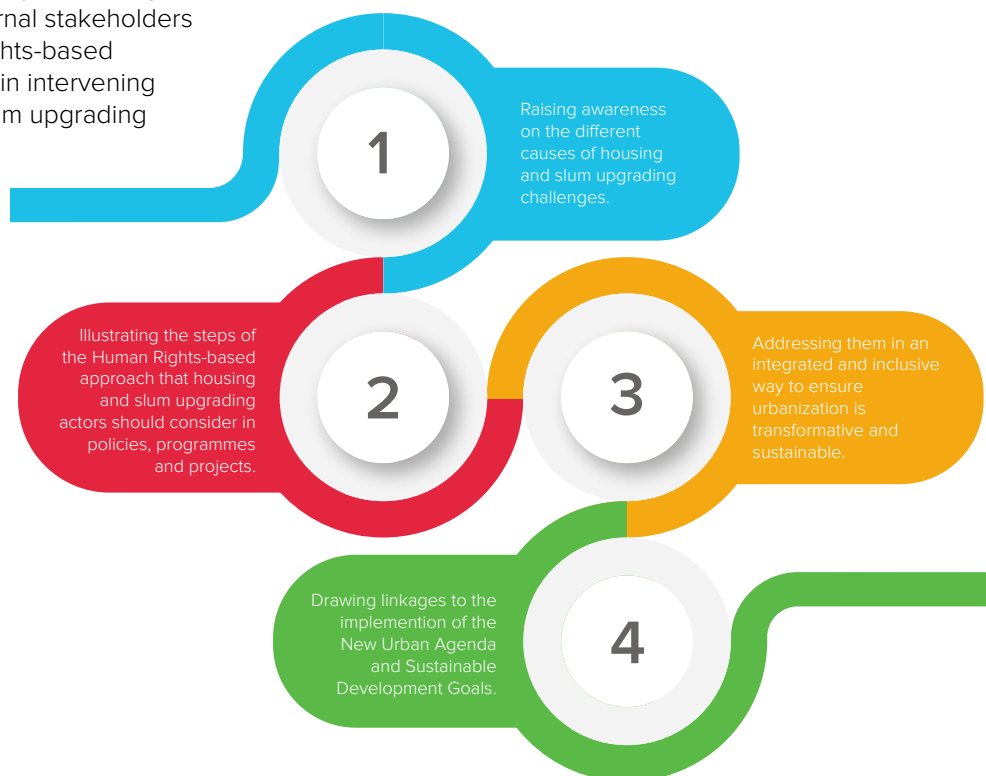 rnal stakeholders
hts-based
in intervening
m upgrading
1
Raising awareness
on the different
causes of housing
and slum upgrading
challenges.
2
Illustrating the steps of
the Human Rights-based
approach that housing
and slum upgrading
actors should consider in
policies, programmes
and projects.
3
Addressing them in an
integrated and inclusive
way to ensure
urbanization is
transformative and
sustainable.
4
Drawing linkages to the
implemention of the
New Urban Agenda
and Sustainable
Development Goals.